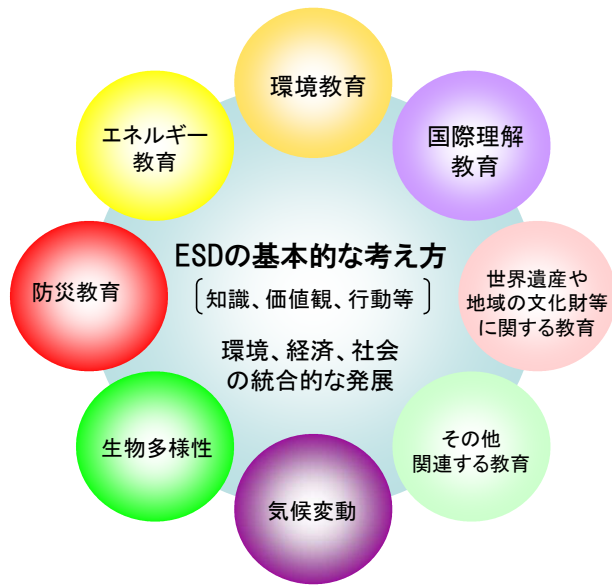 環境教育
国際理解
教育
世界遺産や
地域の文化財等
に関する教育
その他
関連する教育
気候変動
生物多様性
防災教育
エネルギー
教育
ESDの基本的な考え方
〔知識、価値観、行動等〕
環境、経済、社会
の統合的な発展